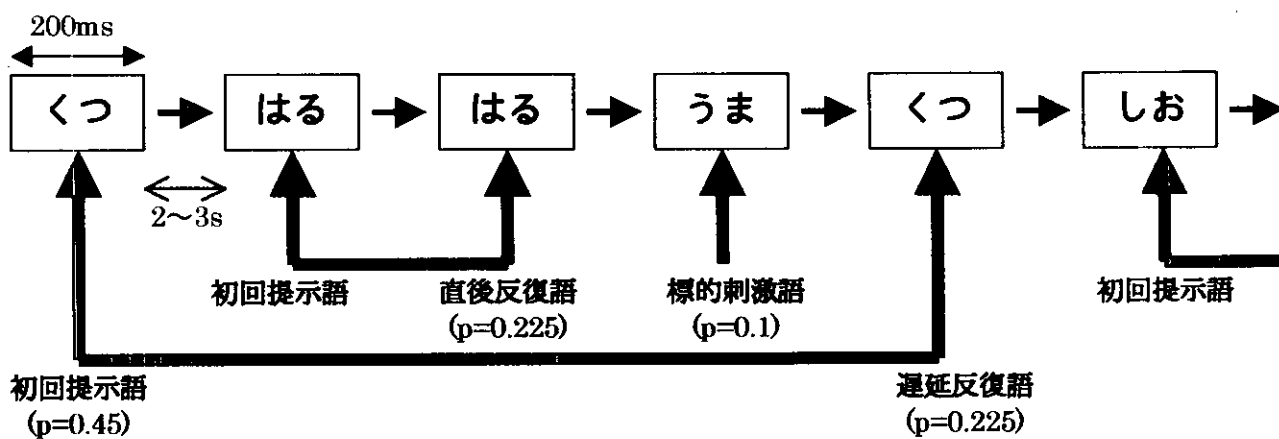 200ms
くつ
はる
はる
うま
くつ
しお
2〜3s
初回提示語
直後反復語
(p=0.225)
標的刺激語
(p=0.1)
初回提示語
初回提示語
(p=0.45)
遅延反復語
(p=0.225)